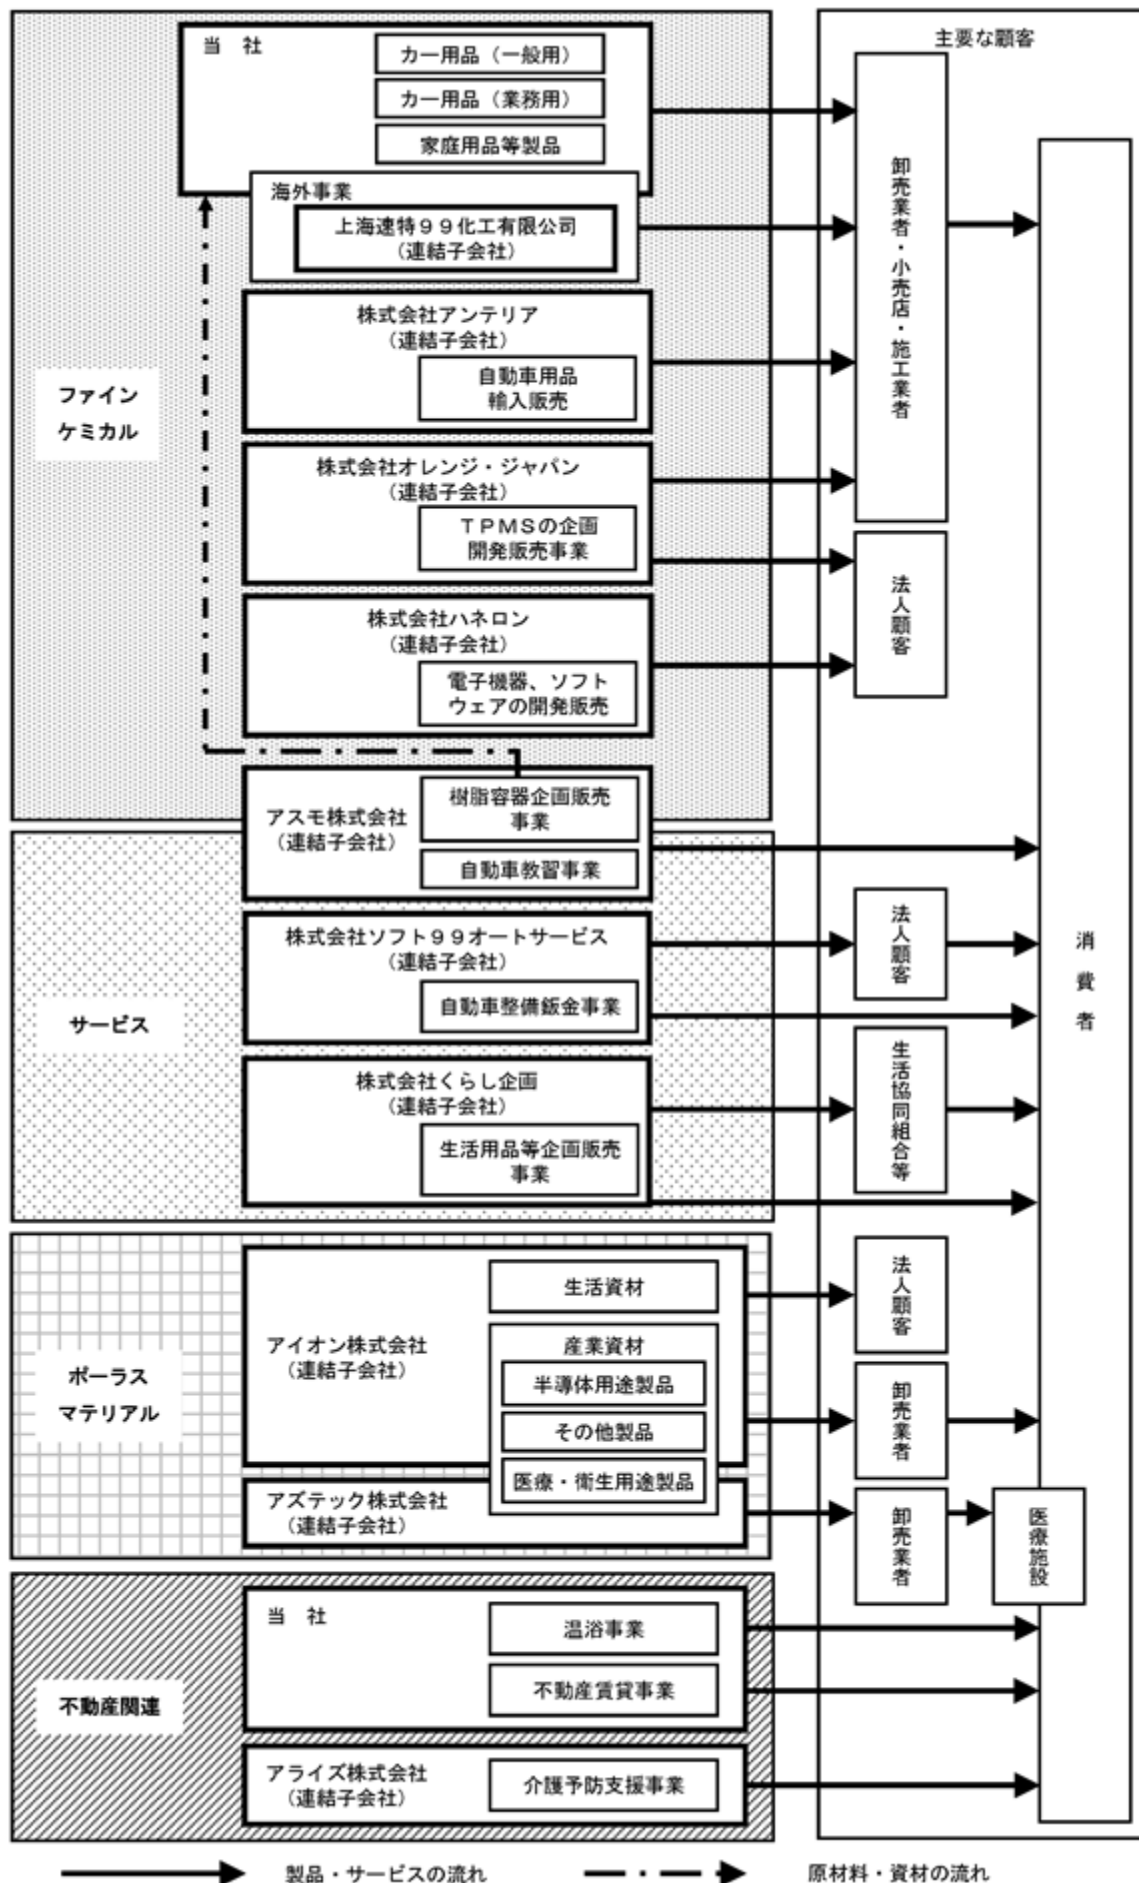 当　社
カー用品（一般用）
カー用品（業務用）
家庭用品等製品
海外事業
上海速特９９化工有限公司
（連結子会社）
株式会社アンテリア
（連結子会社）
自動車用品
輸入販売
ファイン
ケミカル
株式会社オレンジ・ジャパン
（連結子会社）
ＴＰＭＳの企画
開発販売事業
株式会社ハネロン
（連結子会社）
電子機器、ソフト
ウェアの開発販売
アスモ株式会社
（連結子会社）
樹脂容器企画販売
事業
自動車教習事業
サービス
株式会社ソフト９９オートサービス
（連結子会社）
自動車整備鈑金事業
株式会社くらし企画
（連結子会社）
生活用品等企画販売
事業
ポーラス
マテリアル
アイオン株式会社
（連結子会社）
生活資材
産業資材
半導体用途製品
その他製品
医療・衛生用途製品
アズテック株式会社
（連結子会社）
不動産関連
当　社
温浴事業
不動産賃貸事業
アライズ株式会社
（連結子会社）
介護予防支援事業
主要な顧客
卸売業者・小売店・施工業者
法人顧客
法人顧客
生活協同組合等
法人顧客
卸売業者
卸売業者
医療施設
消費者
製品・サービスの流れ
原材料・資材の流れ